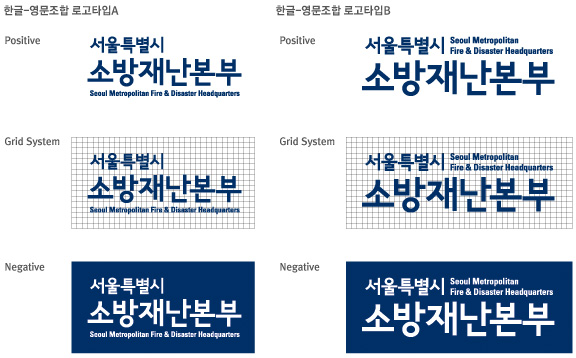 한글-영문조합 로고타입A
Positive
서울특별시
소방재난본부
Seoul Metropolitan Fire & Disaster Headquarters
Grid System
서울특별시
소방재난본부
Seoul Metropolitan Fire & Disaster Headquarters
Negative
서울특별시
소방재난본부
Seoul Metropolitan Fire & Disaster Headquarters
한글-영문조합 로고타입B
Positive
서울특별시
Seoul Metropolitan
Fire & Disaster Headquarters
소방재난본부
Grid System
서울특별시
Seoul Metropolitan
Fire & Disaster Headquarters
소방재난본부
Negative
서울특별시
Seoul Metropolitan
Fire & Disaster Headquarters
소방재난본부